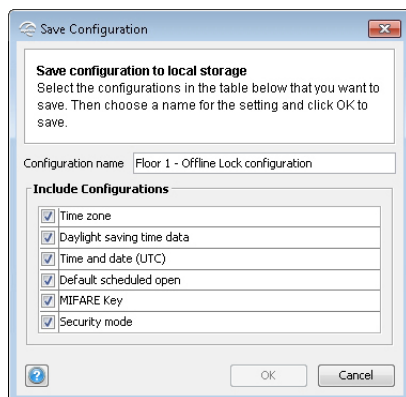 Save Configuration
Save configuration to local storage
Select the configurations in the table below that you want to
save. Then choose a name for the setting and click OK to
save.
Configuration name Floor 1 - Offline Lock configuration
Include Configurations
Time zone
Daylight saving time data
Time and date (UTC)
Default scheduled open
MIFARE Key
Security mode
? OK Cancel